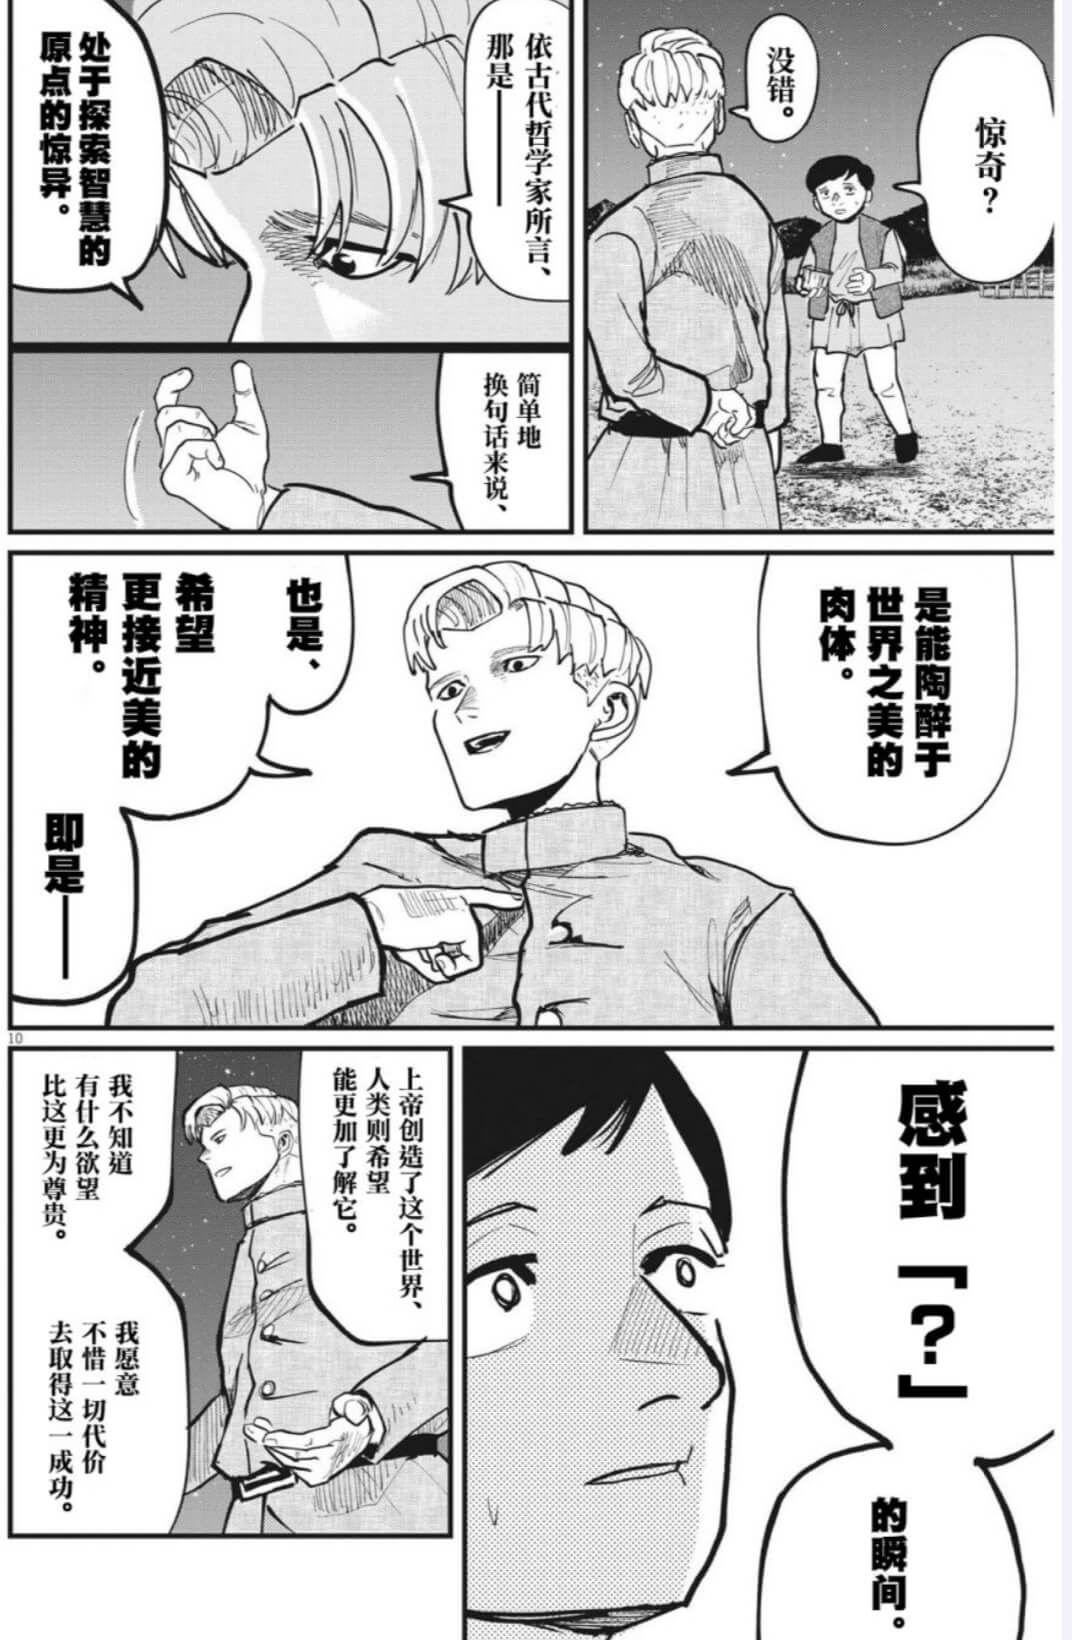 惊奇？
没错。
依古代哲学家所言、
那是——
处于探索智慧的
原点的惊异。
简单地
换句话来说、
是能陶醉于
世界之美的
肉体。
也是、
希望
更接近美的
精神。
即是——
感到「？」
的瞬间。
上帝创造了这个世界、
人类则希望
能更加了解它。
我不知道
有什么欲望
比这更为尊贵。
我愿意
不惜一切代价
去取得这一成功。
10